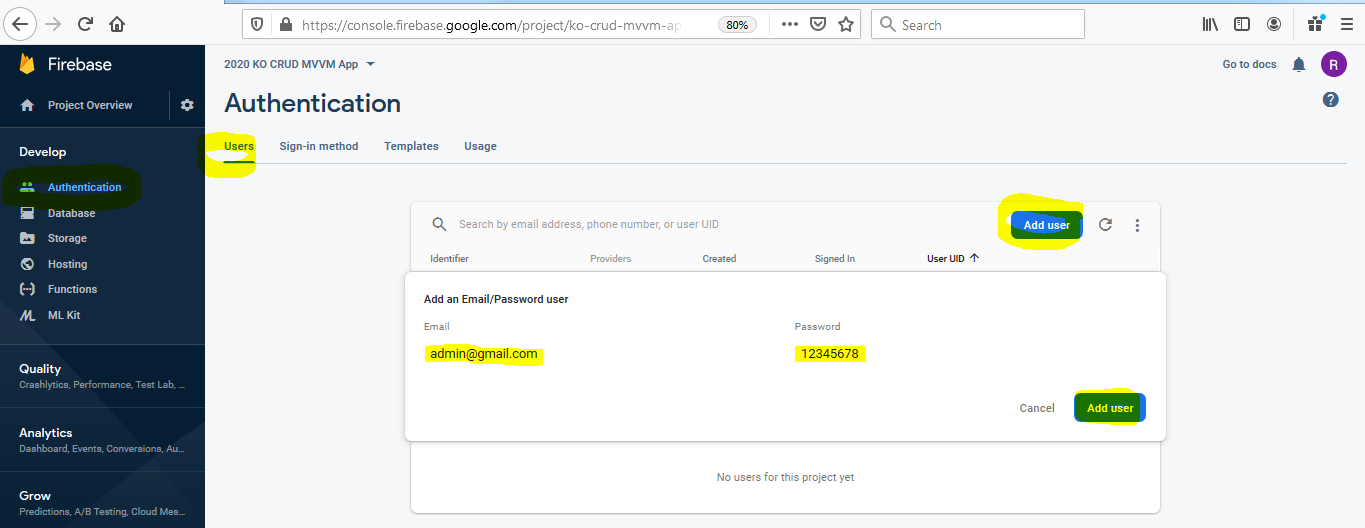 https://console.firebase.google.com/project/ko-crud-mvvm-ap
80%
Search
Firebase
Project Overview
Develop
Authentication
Database
Storage
Hosting
Functions
ML Kit
Quality
Crashlytics, Performance, Test Lab, ...
Analytics
Dashboard, Events, Conversions, Au...
Grow
Predictions, A/B Testing, Cloud Mes...
2020 KO CRUD MVVM App
Go to docs
R
Authentication
?
Users Sign-in method Templates Usage
Search by email address, phone number, or user UID
Add user
Identifier Providers Created Signed In User UID
Add an Email/Password user
Email Password
admin@gmail.com 12345678
Cancel Add user
No users for this project yet